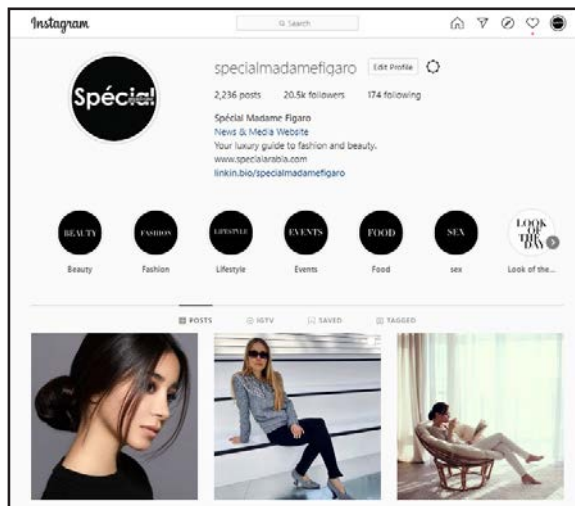 Instagram
Search
Spécial
specialmadamefigaro Edit Profile
2,236 posts 20.5k followers 174 following
Spécial Madame Figaro
News & Media Website
Your luxury guide to fashion and beauty.
www.specialarabia.com
linkin.bio/specialmadamefigaro
BEAUTY FASHION LIFESTYLE EVENTS FOOD SEX LOOK
OF
THE
DAY
Beauty Fashion Lifestyle Events Food sex Look of the...
POSTS IGTV SAVED TAGGED